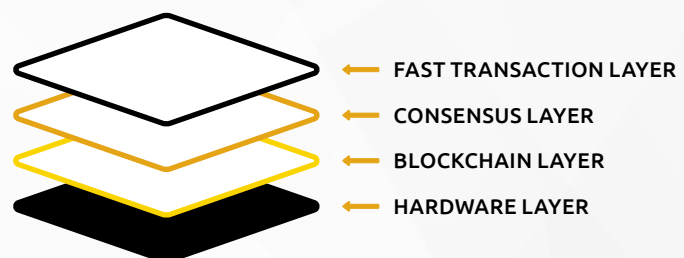 FAST TRANSACTION LAYER
CONSENSUS LAYER
BLOCKCHAIN LAYER
HARDWARE LAYER